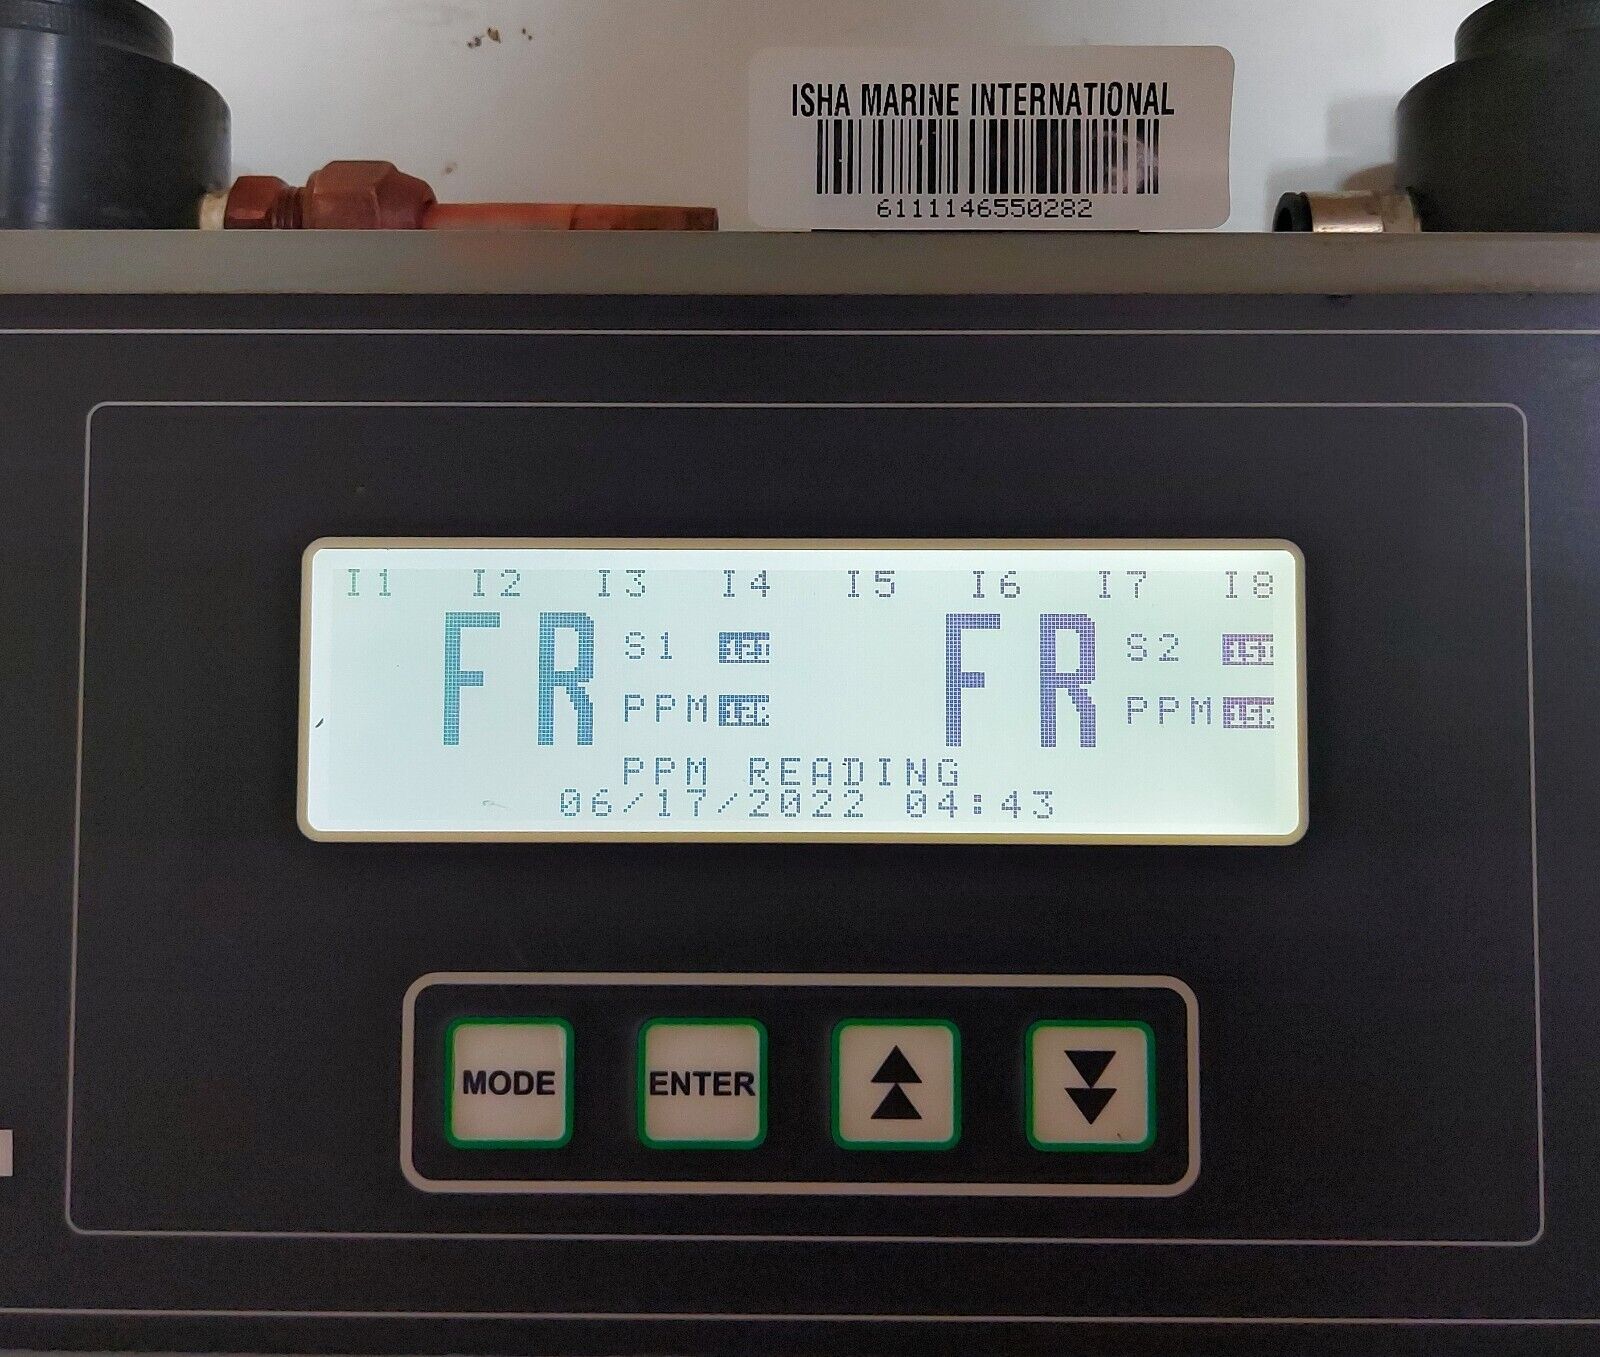 ISHA MARINE INTERNATIONAL
6111146550282
I1 I2 I3 I4 I5 I6 I7 I8
FR S1 FR S2
PPM PPM
PPM READING
06/17/2022 04:43
MODE ENTER